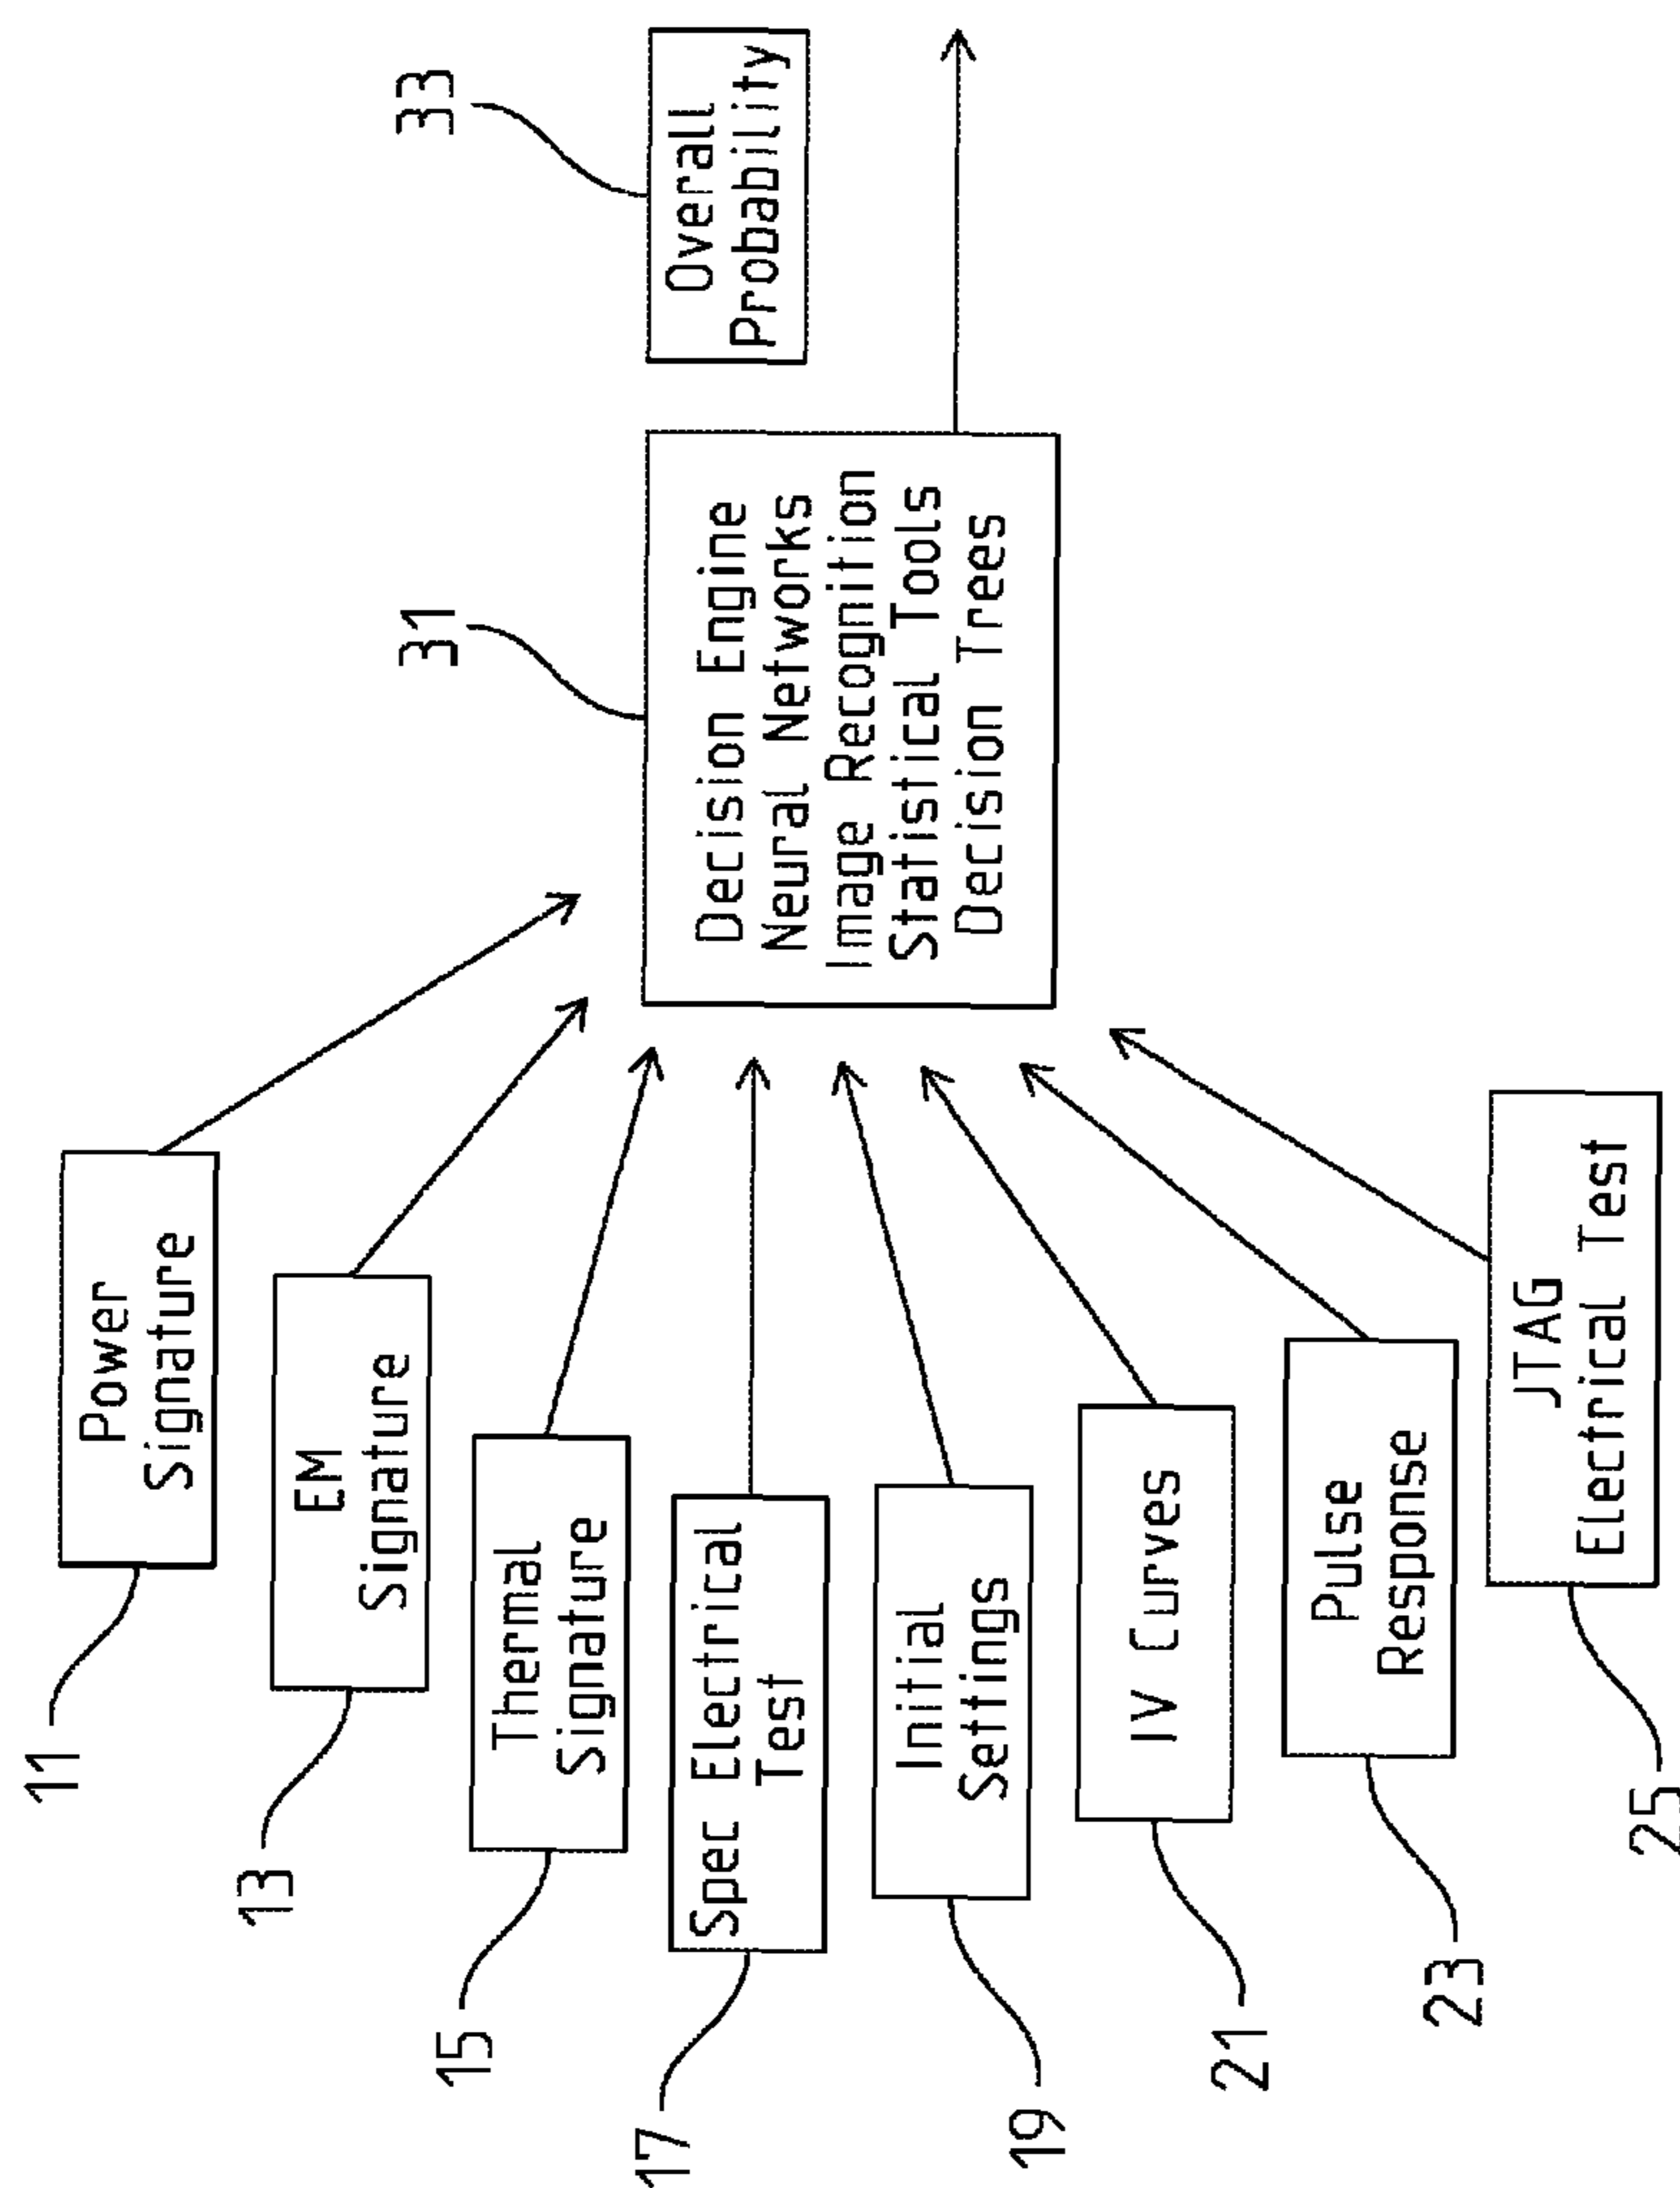 11
Power
Signature
13
EM
Signature
15
Thermal
Signature
17
Spec Electrical
Test
19
Initial
Settings
21
IV Curves
23
Pulse
Response
25
JTAG
Electrical Test
31
Decision Engine
Neural Networks
Image Recognition
Statistical Tools
Decision Trees
33
Overall
Probability